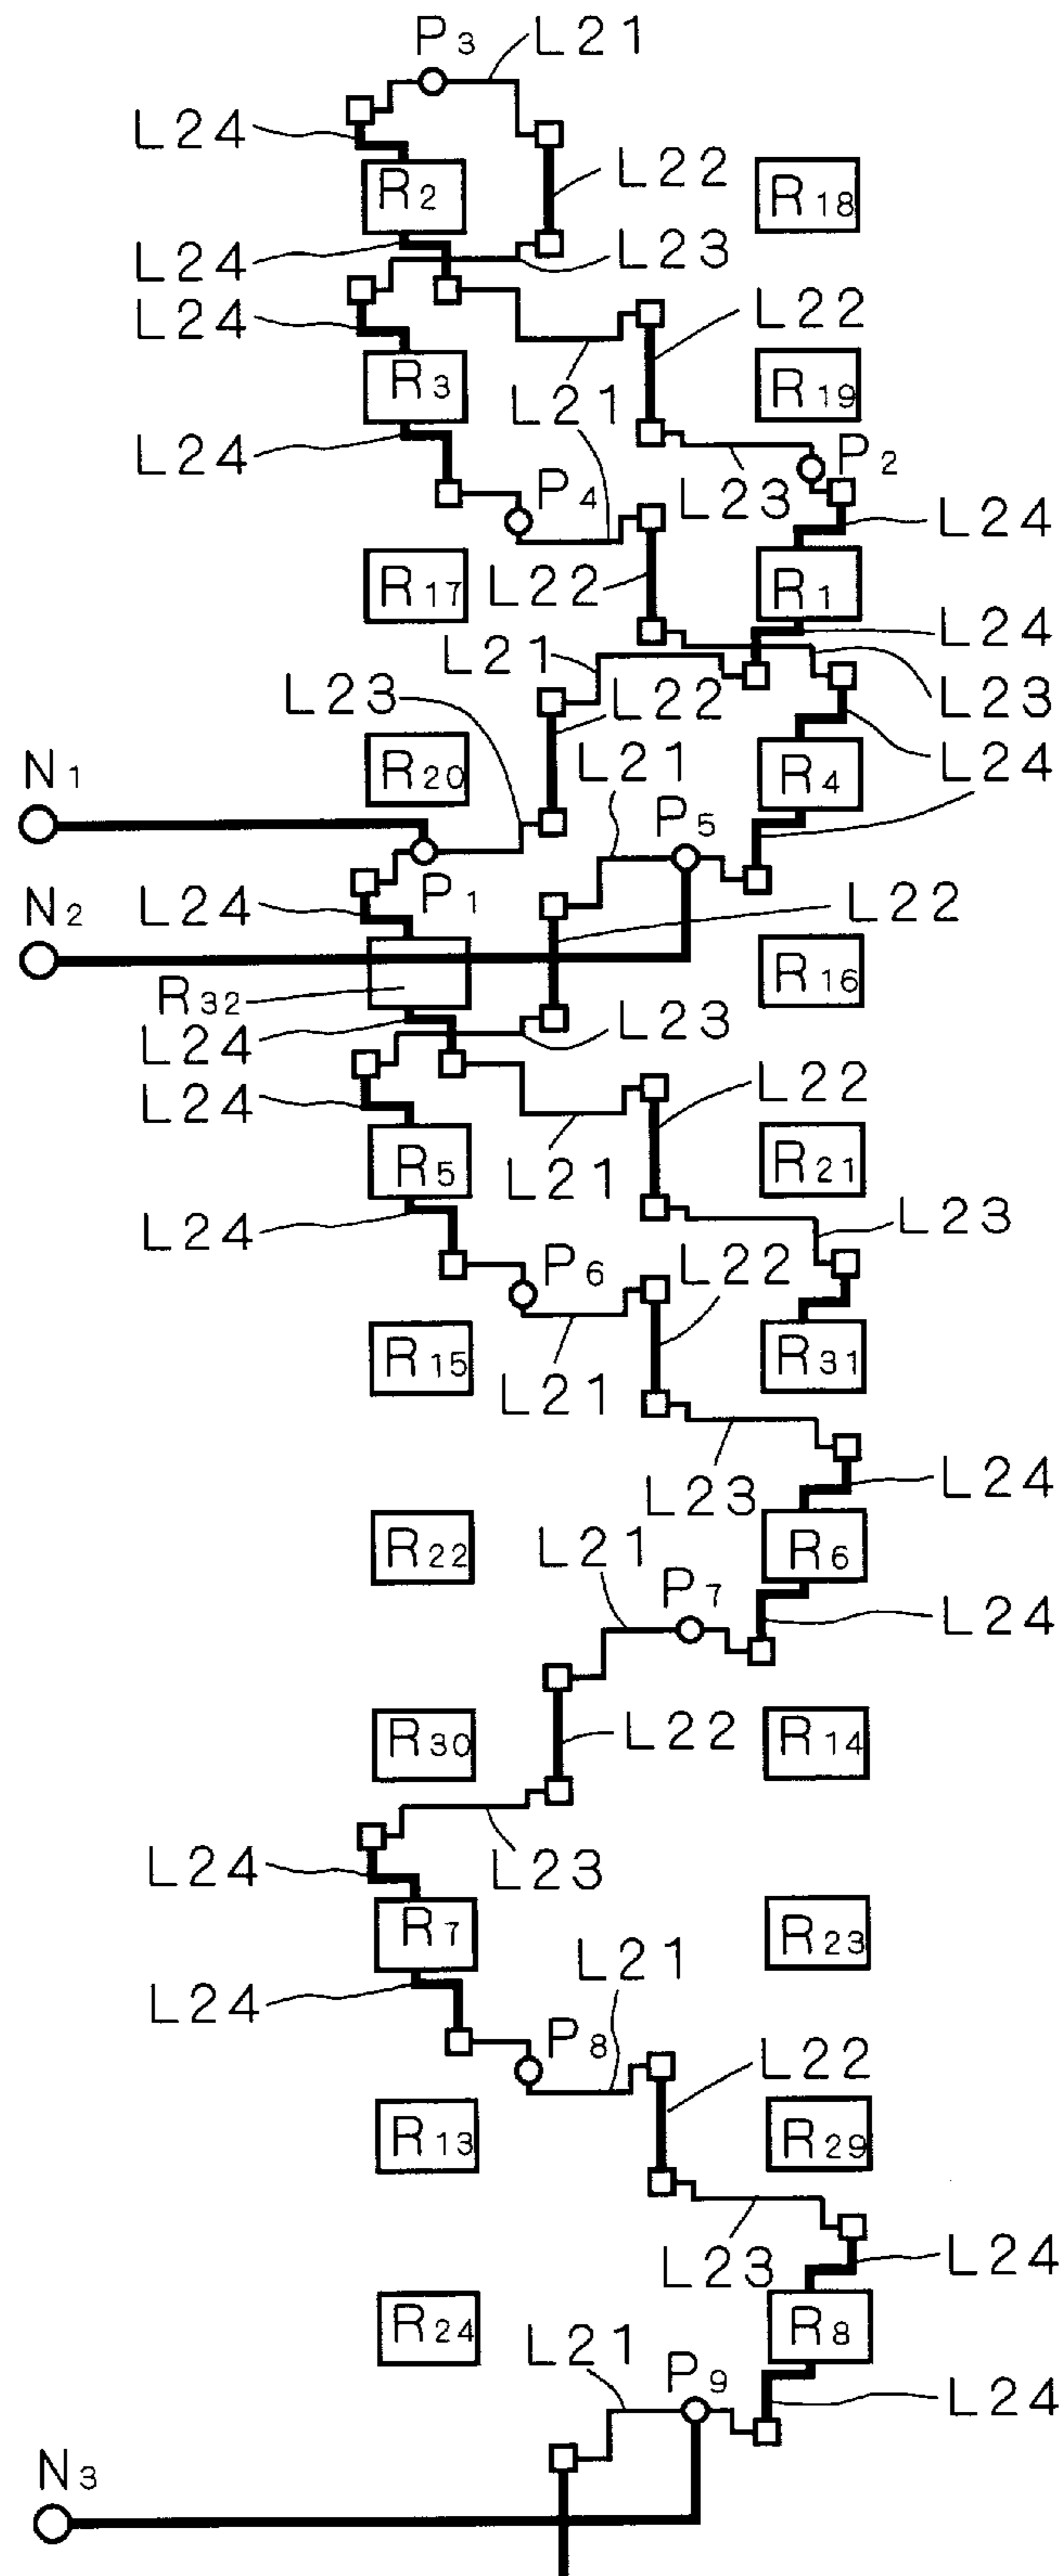 P3 L21
L24
L22
R2 R18
L24 L23
L24 L22
R3 R19
L24 L21
P4 L23 P2
L24
R17 L22 R1
L21 L24
L23 L22 L23
N1 R20 L21 R4 L24
P5
N2 L24 P1 L22
R32 R16
L24 L23
L24 L22
R5 L21 R21
L24 L23
P6 L22
R15 R31
L21
L23 L24
R22 L21 R6
P7 L24
R30 L22 R14
L24 L23
R7 R23
L24 L21
P8 L22
R13 R29
L23 L24
R24 L21 R8
P9 L24
N3